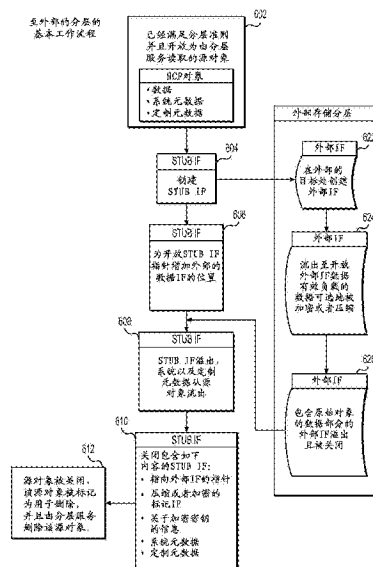 至外部的分层的
基本工作流程
602
已经满足分层准则
并且开放为由分层
服务读取的源对象
HCP对象
•数据
•系统元数据
•定制元数据
604
STUB IF
创建
STUB IF
606
STUB IF
为开放STUB IF
指针增加外部的
数据IF的位置
608
STUB IF
STUB IF溢出,
系统以及定制
元数据从源
对象流出
610
STUB IF
关闭包含如下
内容的STUB IF:
•指向外部IF的指针
•压缩或者加密的
标记IF
•关于加密密钥
的信息
•系统元数据
•定制元数据
612
源对象被关闭,
该源对象被标记
为用于删除,
并且由分层服务
删除该源对象。
外部存储分层
外部IF
622
在外部的
目标处创建
外部IF
624
外部IF
流出至开放
外部IF数据
有效负载的
数据可选地被
加密或者压缩
626
外部IF
包含原始对象
的数据部分的
外部IF溢出
且被关闭